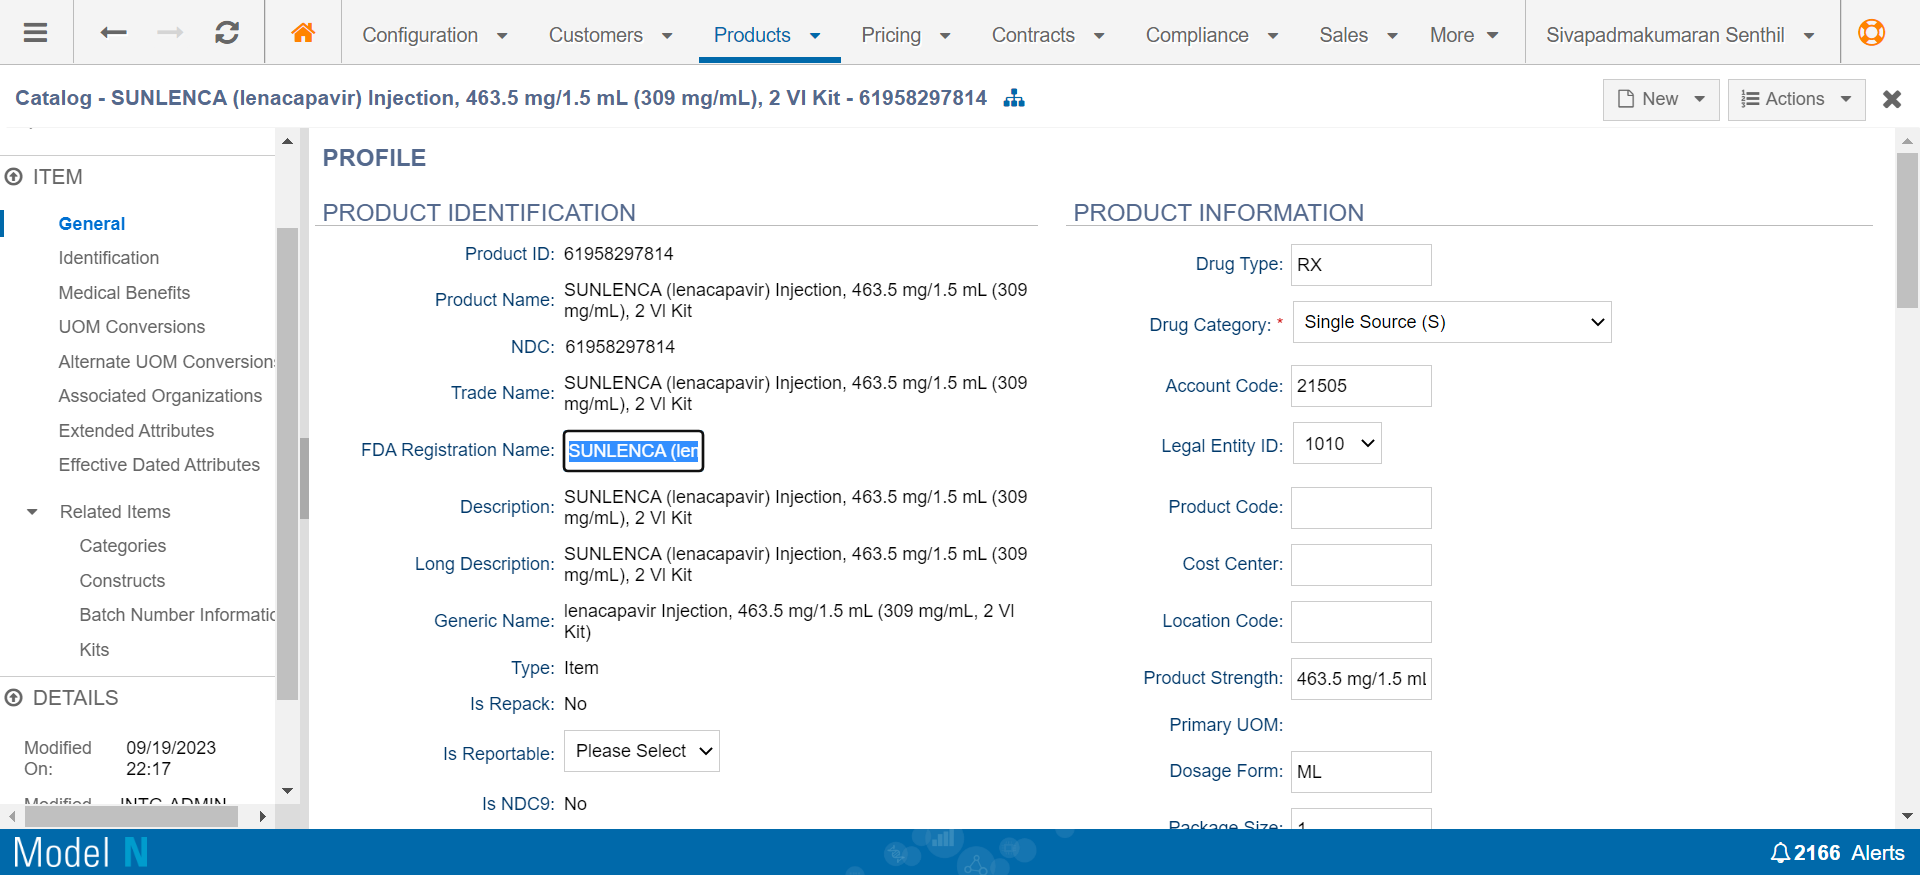 Configuration Customers Products Pricing Contracts Compliance Sales More Sivapadmakumaran Senthil
Catalog - SUNLENCA (lenacapavir) Injection, 463.5 mg/1.5 mL (309 mg/mL), 2 VI Kit - 61958297814
New Actions
ITEM
General
Identification
Medical Benefits
UOM Conversions
Alternate UOM Conversion
Associated Organizations
Extended Attributes
Effective Dated Attributes
Related Items
Categories
Constructs
Batch Number Informatic
Kits
DETAILS
Modified On: 09/19/2023 22:17
Modified INTG ADMIN
PROFILE
PRODUCT IDENTIFICATION
Product ID: 61958297814
Product Name: SUNLENCA (lenacapavir) Injection, 463.5 mg/1.5 mL (309
mg/mL), 2 VI Kit
NDC: 61958297814
Trade Name: SUNLENCA (lenacapavir) Injection, 463.5 mg/1.5 mL (309
mg/mL), 2 VI Kit
FDA Registration Name: SUNLENCA (len
Description: SUNLENCA (lenacapavir) Injection, 463.5 mg/1.5 mL (309
mg/mL), 2 VI Kit
Long Description: SUNLENCA (lenacapavir) Injection, 463.5 mg/1.5 mL (309
mg/mL), 2 VI Kit
Generic Name: lenacapavir Injection, 463.5 mg/1.5 mL (309 mg/mL, 2 VI
Kit)
Type: Item
Is Repack: No
Is Reportable: Please Select
Is NDC9: No
PRODUCT INFORMATION
Drug Type: RX
Drug Category: * Single Source (S)
Account Code: 21505
Legal Entity ID: 1010
Product Code:
Cost Center:
Location Code:
Product Strength: 463.5 mg/1.5 mL
Primary UOM:
Dosage Form: ML
Package Size: 1
Model N
2166 Alerts